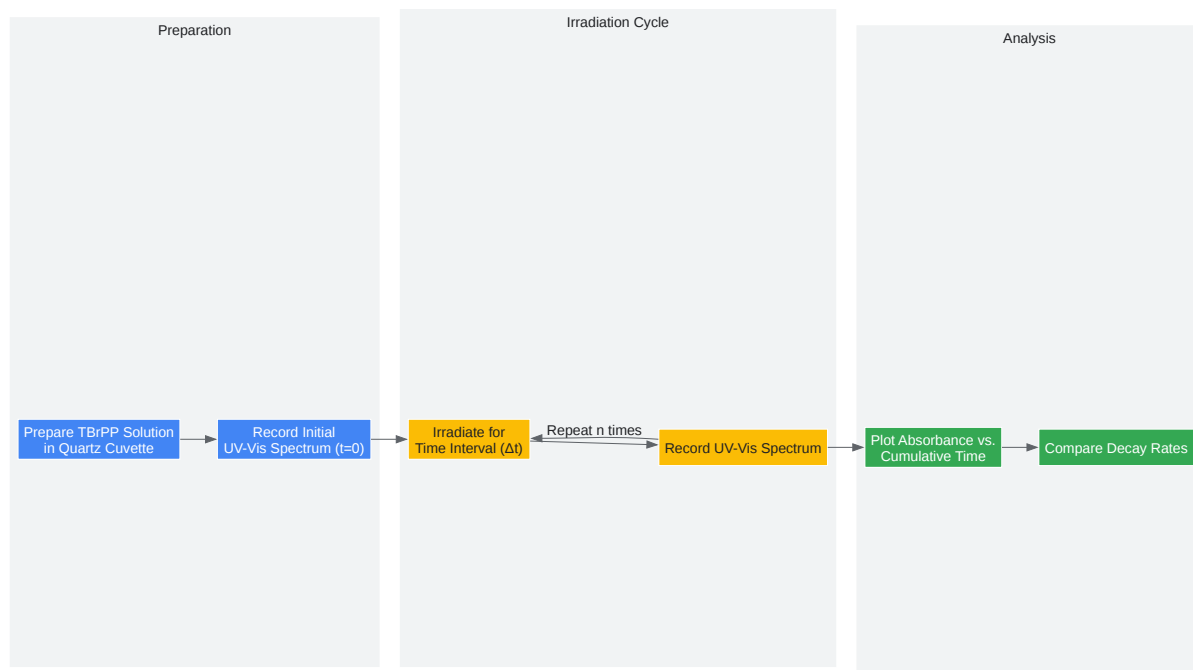 Preparation
Prepare TBrPP Solution
in Quartz Cuvette
Record Initial
UV-Vis Spectrum (t=0)
Irradiation Cycle
Irradiate for
Time Interval (Δt)
Repeat n times
Record UV-Vis Spectrum
Analysis
Plot Absorbance vs.
Cumulative Time
Compare Decay Rates